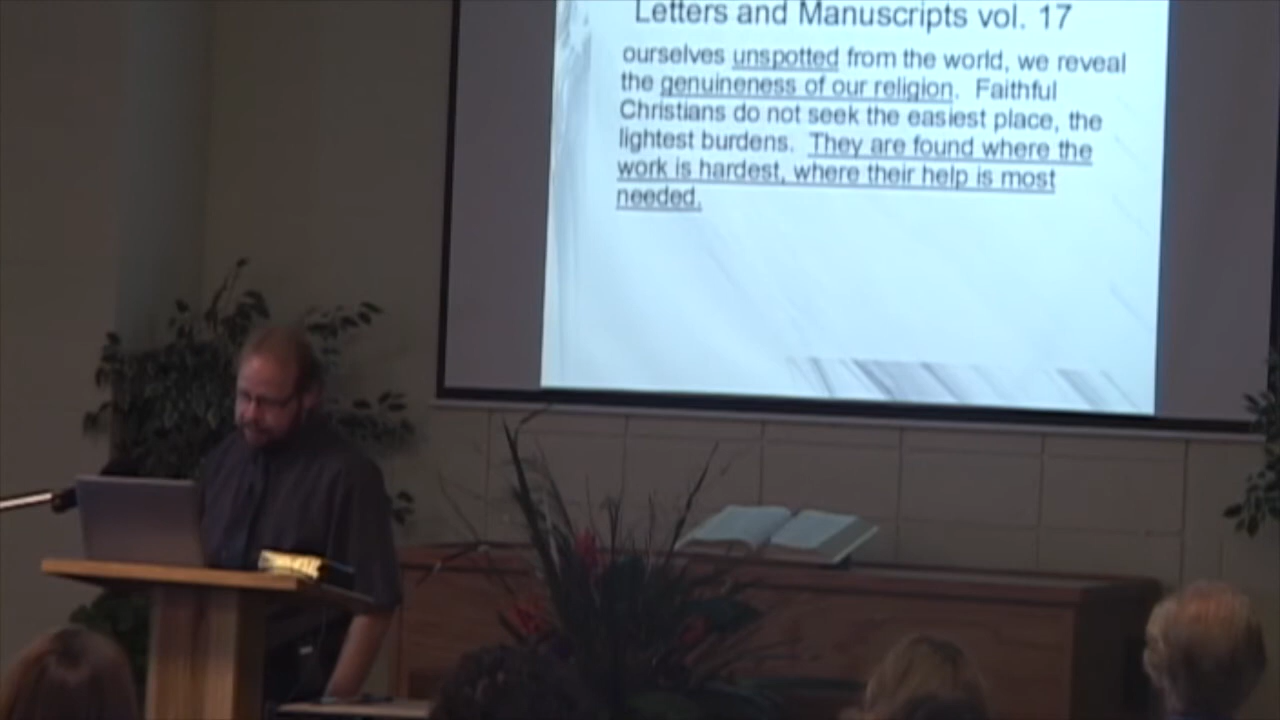 Letters and Manuscripts vol. 17
ourselves unspotted from the world, we reveal
the genuineness of our religion. Faithful
Christians do not seek the easiest place, the
lightest burdens. They are found where the
work is hardest, where their help is most
needed.